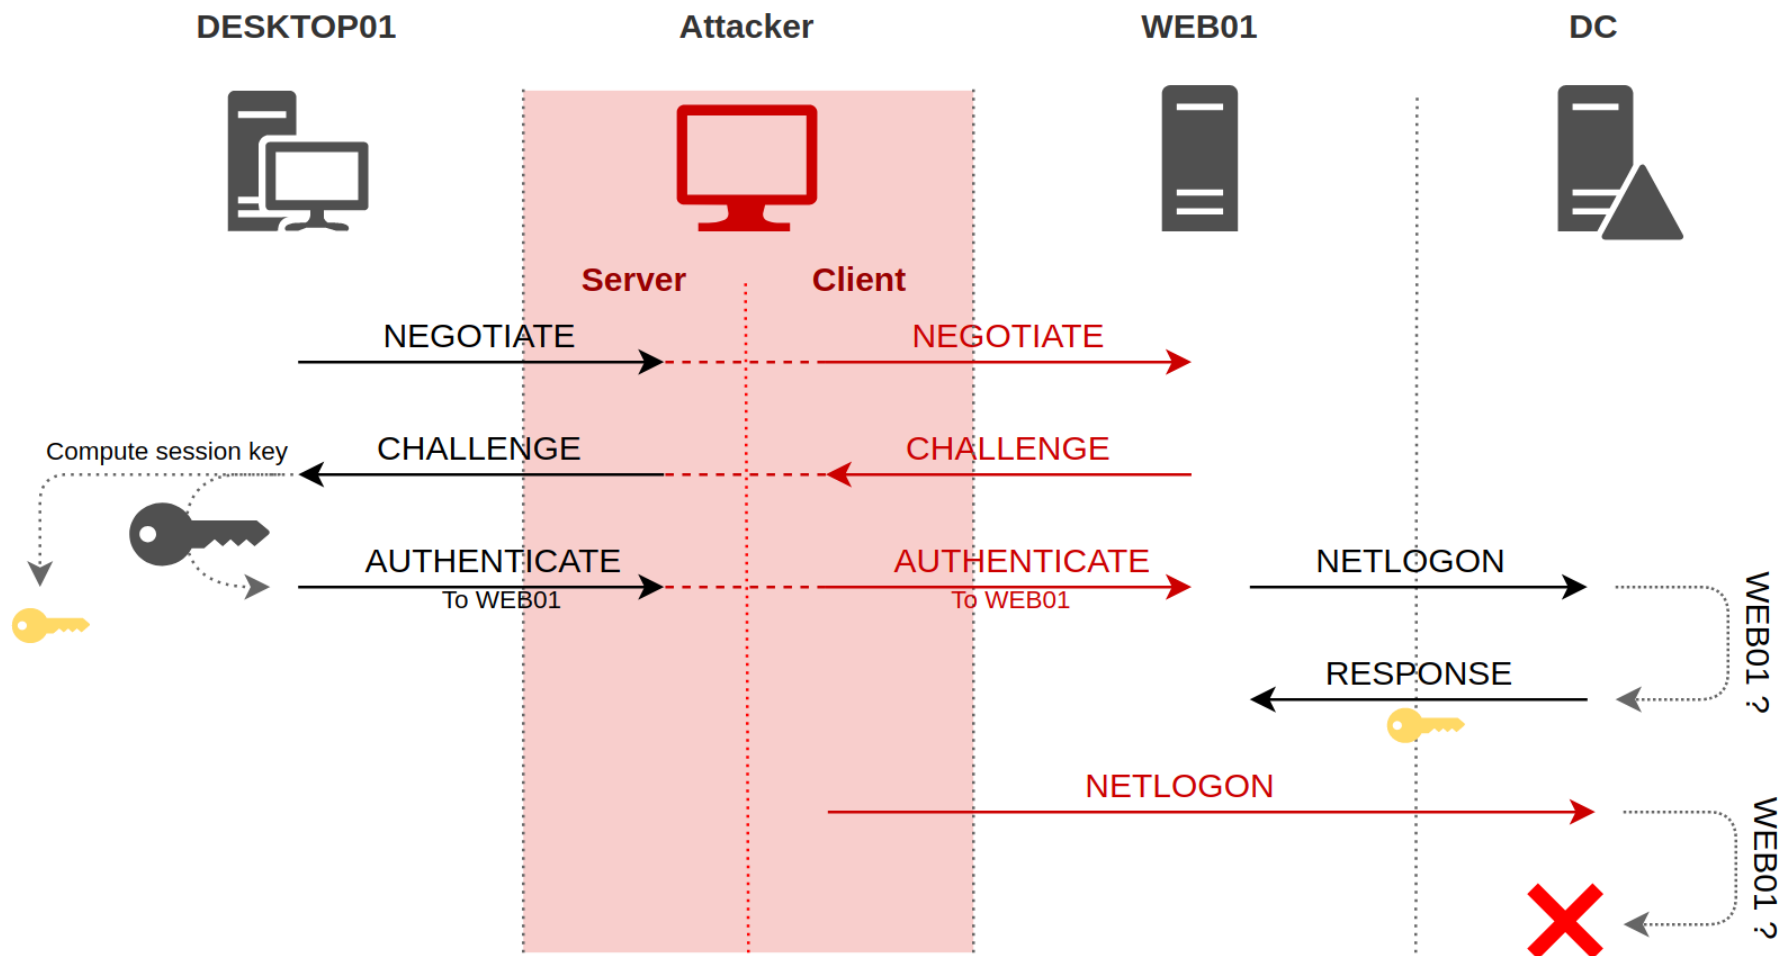 DESKTOP01
Attacker
WEB01
DC
Server
Client
NEGOTIATE
NEGOTIATE
Compute session key
CHALLENGE
CHALLENGE
AUTHENTICATE
To WEB01
AUTHENTICATE
To WEB01
NETLOGON
WEB01 ?
RESPONSE
NETLOGON
WEB01 ?